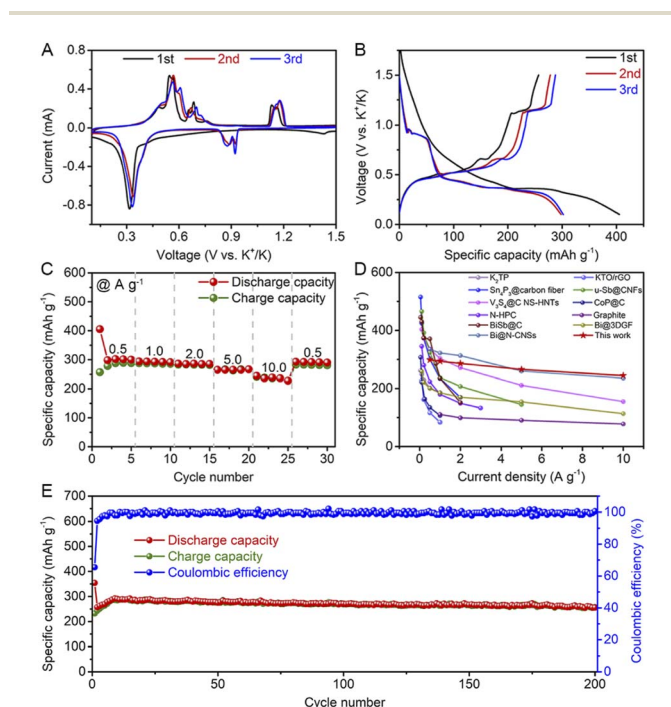 A
1st 2nd 3rd
Current (mA)
0.8
0.4
0.0
-0.4
-0.8
0.3 0.6 0.9 1.2 1.5
Voltage (V vs. K⁺/K)
B
1st
2nd
3rd
Voltage (V vs. K⁺/K)
2.0
1.5
1.0
0.5
0.0
0 100 200 300 400
Specific capacity (mAh g⁻¹)
C
@ A g⁻¹
Discharge cpacity
Charge capacity
Specific capacity (mAh g⁻¹)
600
500
400
300
200
100
0
0.5 1.0 2.0 5.0 10.0 0.5
0 5 10 15 20 25 30
Cycle number
D
K₂TP KTO/rGO
Sn₄P₃@carbon fiber u-Sb@CNFs
V₃S₄@C NS-HNTs CoP@C
N-HPC Graphite
BiSb@C Bi@3DGF
Bi@N-CNSs This work
Specific capacity (mAh g⁻¹)
600
500
400
300
200
100
0
0 2 4 6 8 10
Current density (A g⁻¹)
E
Discharge capacity
Charge capacity
Coulombic efficiency
Specific capacity (mAh g⁻¹)
700
600
500
400
300
200
100
0
0 50 100 150 200
Cycle number
100
80
60
40
20
0
Coulombic efficiency (%)